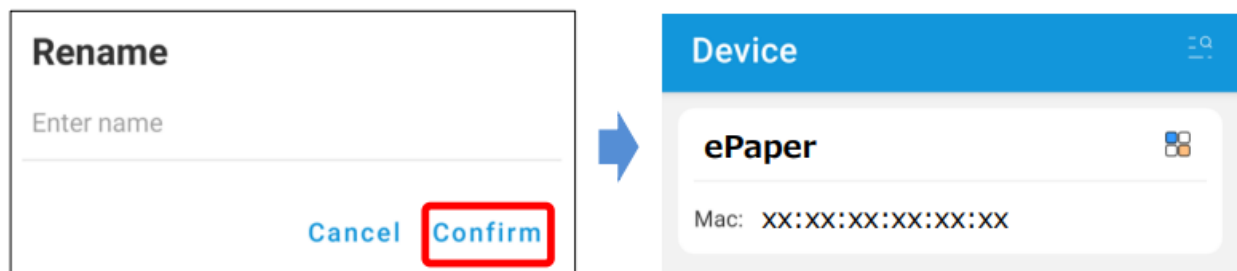 Rename
Enter name
Cancel Confirm
Device
ePaper
Mac: xx:xx:xx:xx:xx:xx